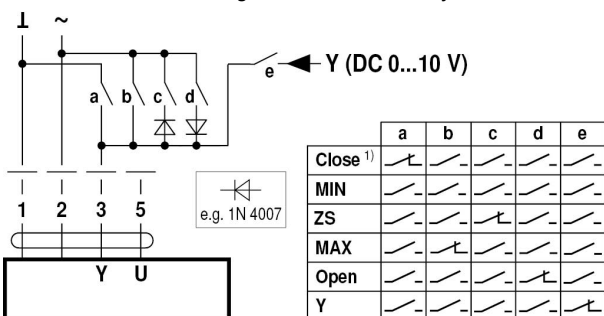 ⊥ ~
e Y (DC 0...10 V)
a b c d
1 2 3 5
Y U
e.g. 1N 4007
a b c d e
Close 1)
MIN
ZS
MAX
Open
Y